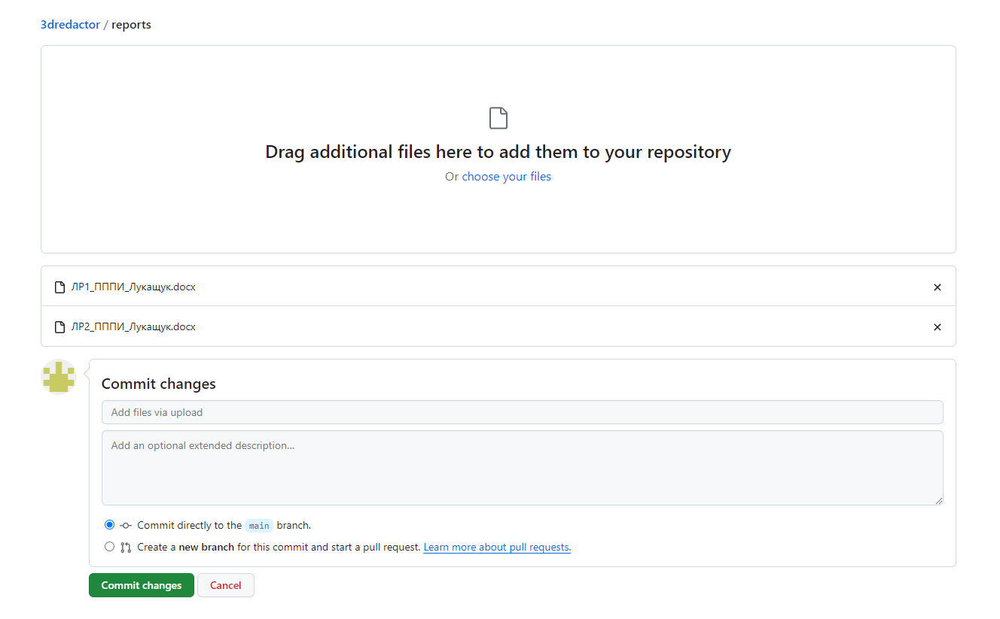 3dredactor / reports
Drag additional files here to add them to your repository
Or choose your files
ЛР1_ПППИ_Лукащук.docx
ЛР2_ПППИ_Лукащук.docx
Commit changes
Add files via upload
Add an optional extended description...
Commit directly to the main branch.
Create a new branch for this commit and start a pull request. Learn more about pull requests.
Commit changes Cancel